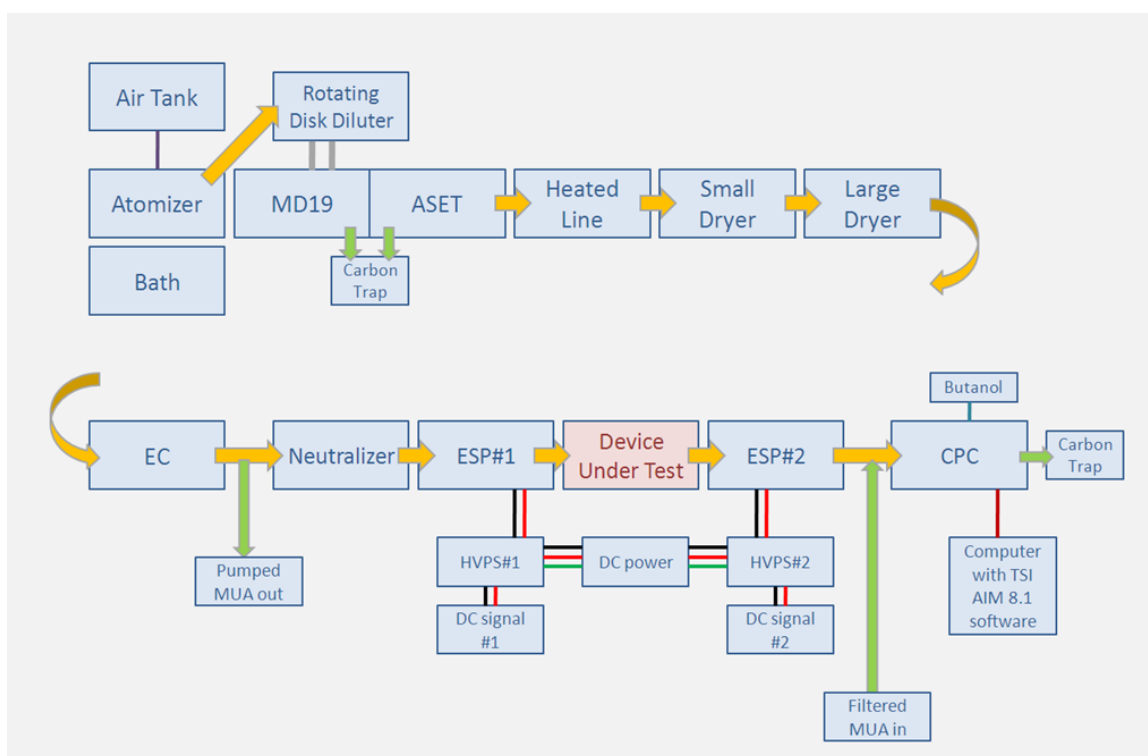 Air Tank
Rotating
Disk Diluter
Atomizer
MD19
ASET
Heated
Line
Small
Dryer
Large
Dryer
Bath
Carbon
Trap
Butanol
EC
Neutralizer
ESP#1
Device
Under Test
ESP#2
CPC
Carbon
Trap
Pumped
MUA out
HVPS#1
DC power
HVPS#2
Computer
with TSI
AIM 8.1
software
DC signal
#1
DC signal
#2
Filtered
MUA in